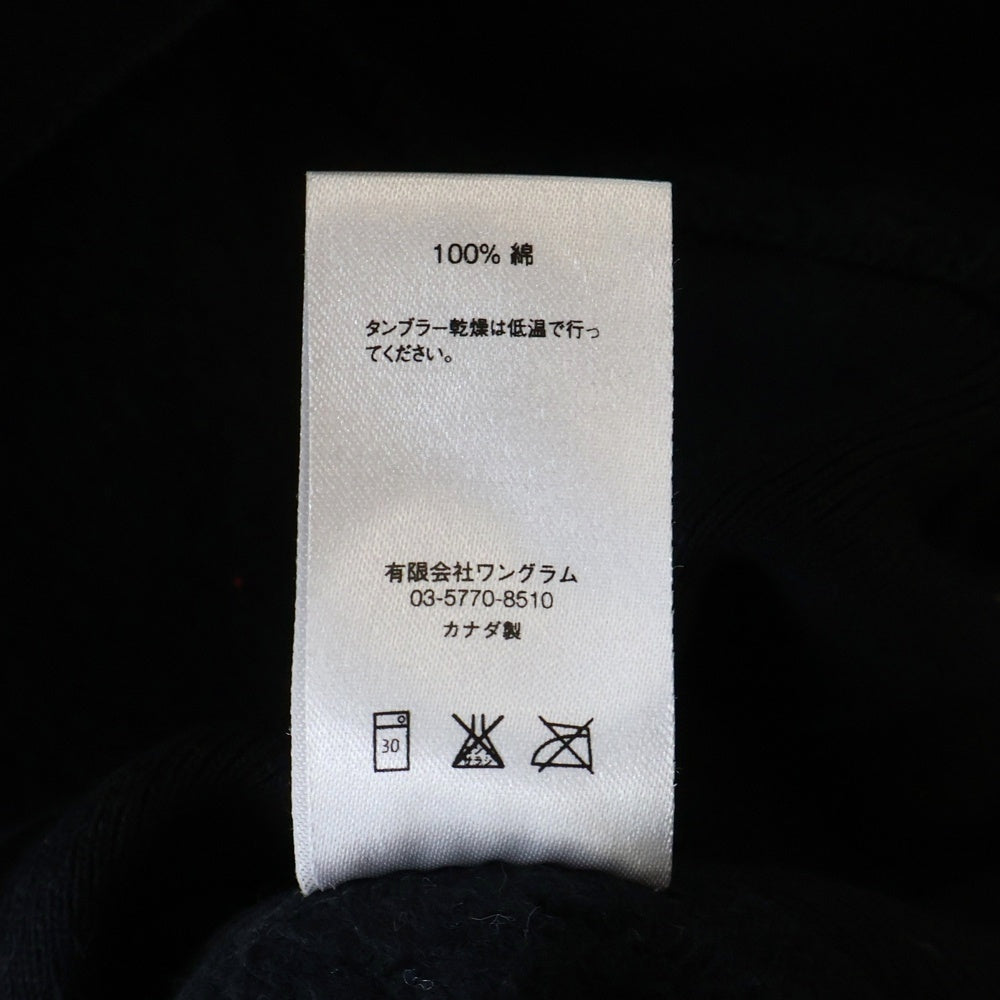 100% 綿
タンブラー乾燥は低温で行っ
てください。
有限会社ワングラム
03-5770-8510
カナダ製
30